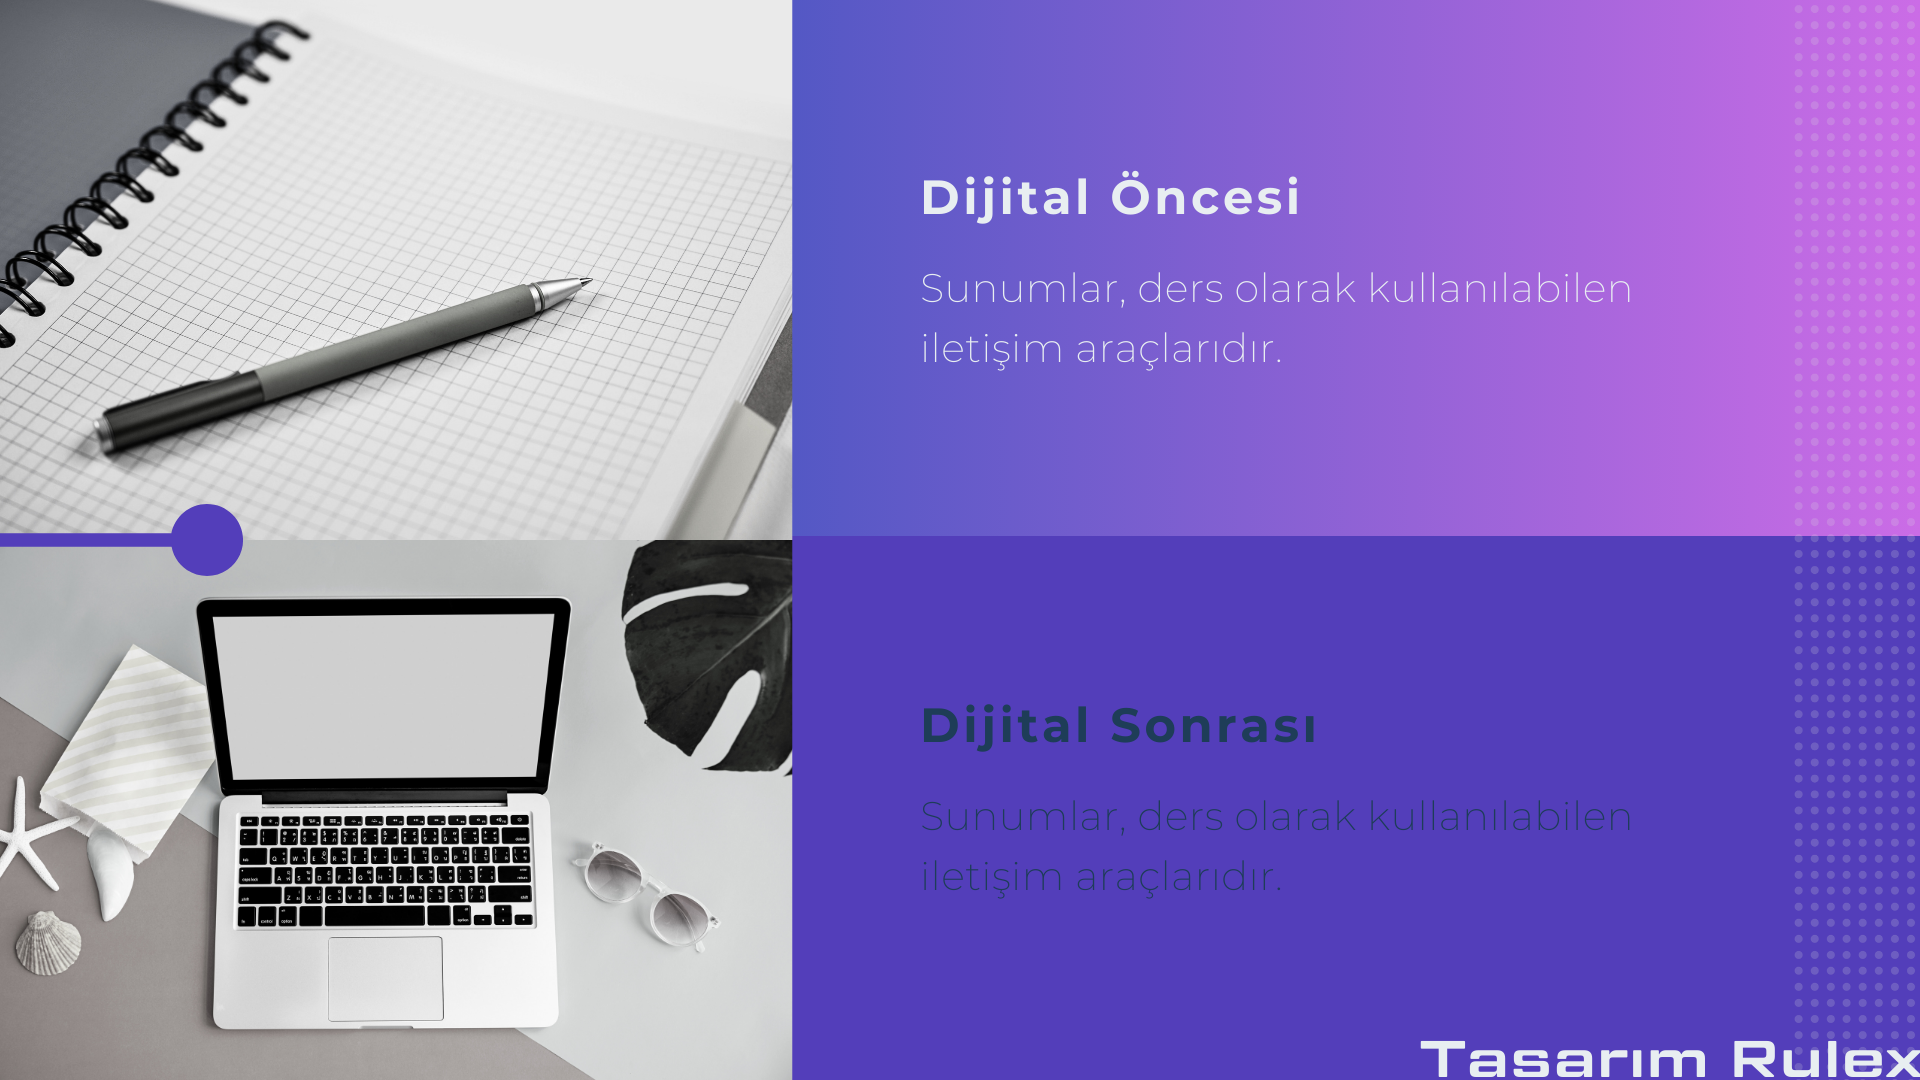 Dijital Öncesi
Sunumlar, ders olarak kullanılabilen
iletişim araçlarıdır.
Dijital Sonrası
Sunumlar, ders olarak kullanılabilen
iletişim araçlarıdır.
Tasarım Rulex